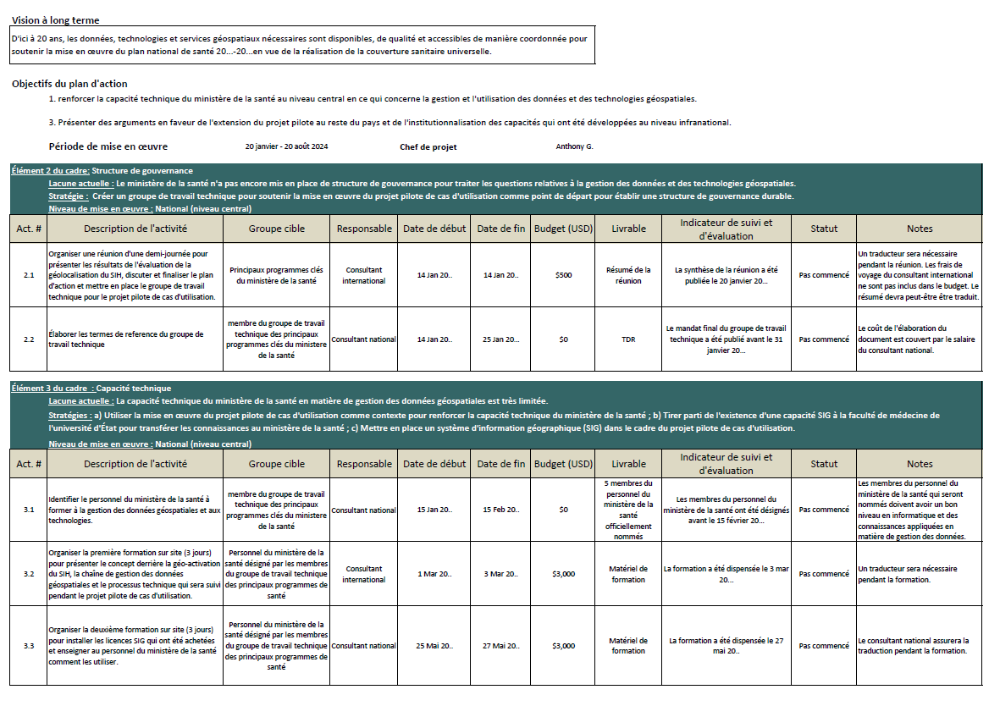 Vision à long terme
D'ici à 20 ans, les données, technologies et services géospatiaux nécessaires sont disponibles, de qualité et accessibles de manière coordonnée pour
soutenir la mise en œuvre du plan national de santé 20...-20...en vue de la réalisation de la couverture sanitaire universelle.
Objectifs du plan d'action
1. renforcer la capacité technique du ministère de la santé au niveau central en ce qui concerne la gestion et l'utilisation des données et des technologies géospatiales.
3. Présenter des arguments en faveur de l'extension du projet pilote au reste du pays et de l'institutionnalisation des capacités qui ont été développées au niveau infranational.
Période de mise en œuvre 20 janvier - 20 août 2024 Chef de projet Anthony G.
Élément 2 du cadre: Structure de gouvernance
Lacune actuelle : Le ministère de la santé n'a pas encore mis en place de structure de gouvernance pour traiter les questions relatives à la gestion des données et des technologies géospatiales.
Stratégie : Créer un groupe de travail technique pour soutenir la mise en œuvre du projet pilote de cas d'utilisation comme point de départ pour établir une structure de gouvernance durable.
Niveau de mise en œuvre : National (niveau central)
Act. # Description de l'activité Groupe cible Responsable Date de début Date de fin Budget (USD) Livrable Indicateur de suivi et
d'évaluation Statut Notes
2.1
Organiser une réunion d'une demi-journée pour
présenter les résultats de l'évaluation de la
géolocalisation du SIH, discuter et finaliser le plan
d'action et mettre en place le groupe de travail
technique pour le projet pilote de cas d'utilisation.
Principaux programmes clés
du ministère de la santé
Consultant
international
14 Jan 20..
14 Jan 20..
$500
Résumé de la
réunion
La synthèse de la réunion a été
publiée le 20 janvier 20...
Pas commencé
Un traducteur sera nécessaire
pendant la réunion. Les frais de
voyage du consultant international
ne sont pas inclus dans le budget. Le
résumé devra peut-être être traduit.
2.2
Élaborer les termes de reference du groupe de
travail technique
membre du groupe de travail
technique des principaux
programmes clés du ministere
de la santé
Consultant national
14 Jan 20..
25 Jan 20...
$0
TDR
Le mandat final du groupe de travail
technique a été publié avant le 31
janvier 20...
Pas commencé
Le coût de l'élaboration du
document est couvert par le salaire
du consultant national.
Élément 3 du cadre : Capacité technique
Lacune actuelle : La capacité technique du ministère de la santé en matière de gestion des données géospatiales est très limitée.
Stratégies : a) Utiliser la mise en œuvre du projet pilote de cas d'utilisation comme contexte pour renforcer la capacité technique du ministère de la santé ; b) Tirer parti de l'existence d'une capacité SIG à la faculté de médecine de
l'université d'État pour transférer les connaissances au ministère de la santé ; c) Mettre en place un système d'information géographique (SIG) dans le cadre du projet pilote de cas d'utilisation.
Niveau de mise en œuvre : National (niveau central)
Act. # Description de l'activité Groupe cible Responsable Date de début Date de fin Budget (USD) Livrable Indicateur de suivi et
d'évaluation Statut Notes
3.1
Identifier le personnel du ministère de la santé à
former à la gestion des données géospatiales et aux
technologies.
membre du groupe de travail
technique des principaux
programmes clés du ministere
de la santé
Consultant national
15 Jan 20..
15 Feb 20..
$0
5 membres du
personnel du
ministère de la
santé
officiellement
nommés
Les membres du personnel du
ministère de la santé ont été désignés
avant le 15 février 20...
Pas commencé
Les membres du personnel du
ministère de la santé qui seront
nommés doivent avoir un bon
niveau en informatique et des
connaissances appliquées en
matière de gestion des données.
3.2
Organiser la première formation sur site (3 jours)
pour présenter le concept derrière la géo-activation
du SIH, la chaîne de gestion des données
géospatiales et le processus technique qui sera suivi
pendant le projet pilote de cas d'utilisation.
Personnel du ministère de la
santé désigné par les membres
du groupe de travail technique
des principaux programmes de
santé
Consultant
international
1 Mar 20..
3 Mar 20..
$3,000
Matériel de
formation
La formation a été dispensée le 3 mar
20...
Pas commencé
Un traducteur sera nécessaire
pendant la formation.
3.3
Organiser la deuxième formation sur site (3 jours)
pour installer les licences SIG qui ont été achetées
et enseigner au personnel du ministère de la santé
comment les utiliser.
Personnel du ministère de la
santé désigné par les membres
du groupe de travail technique
des principaux programmes de
santé
Consultant national
25 Mai 20..
27 Mai 20..
$3,000
Matériel de
formation
La formation a été dispensée le 27
mai 20..
Pas commencé
Le consultant national assurera la
traduction pendant la formation.